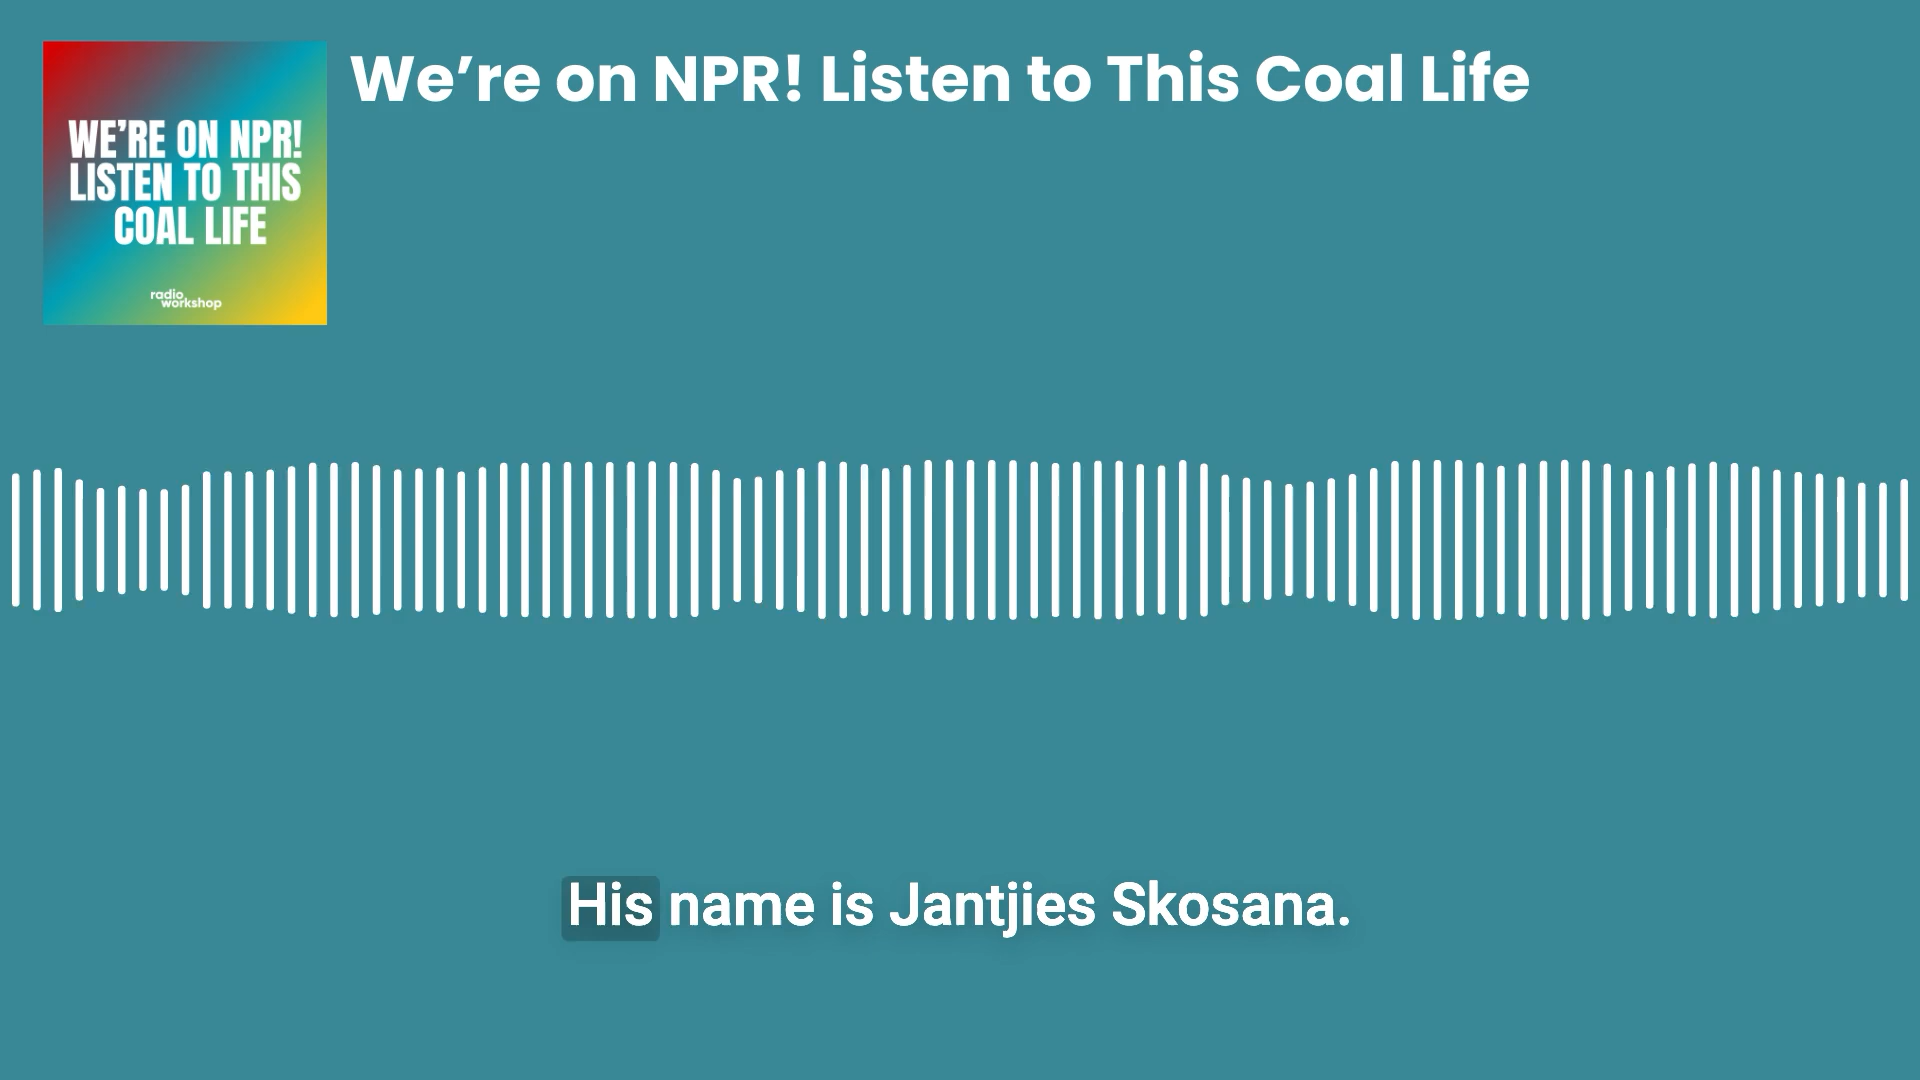 We’re on NPR! Listen to This Coal Life
WE’RE ON NPR!
LISTEN TO THIS
COAL LIFE
radio
workshop
His name is Jantjies Skosana.